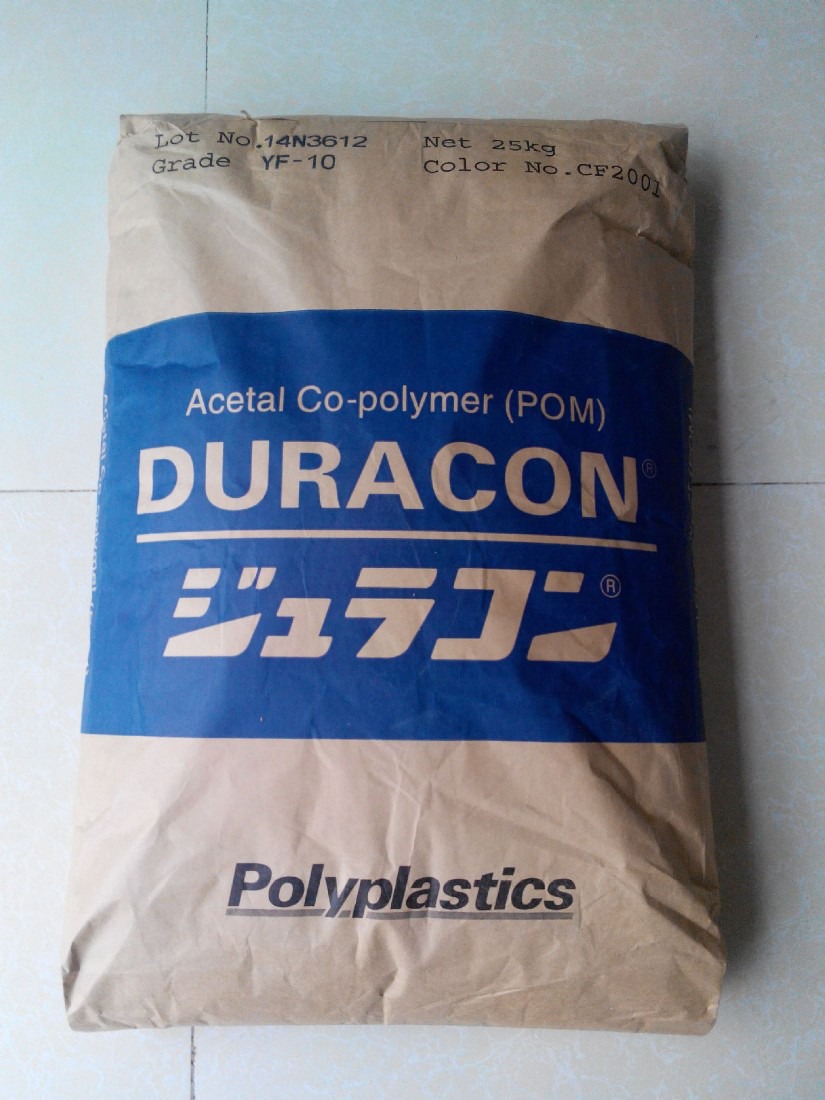 Lot No.14N3612 Net 25kg
Grade YF-10 Color No.CF2001
Acetal Co-polymer (POM)
DURACON®
ジュラコン®
Polyplastics